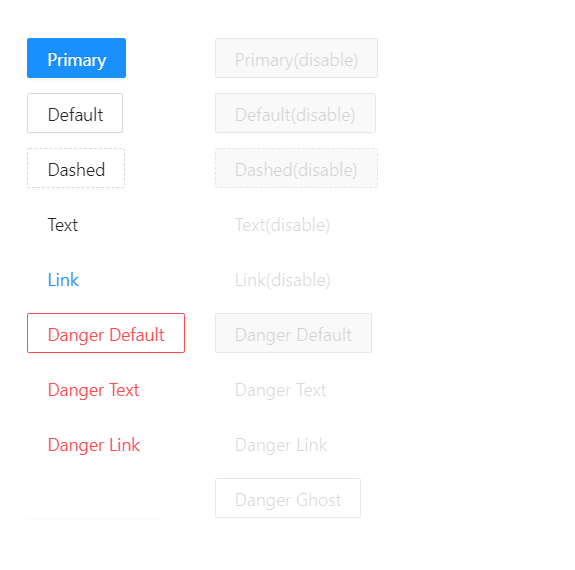 Primary Primary(disable)
Default Default(disable)
Dashed Dashed(disable)
Text Text(disable)
Link Link(disable)
Danger Default Danger Default
Danger Text Danger Text
Danger Link Danger Link
Danger Ghost